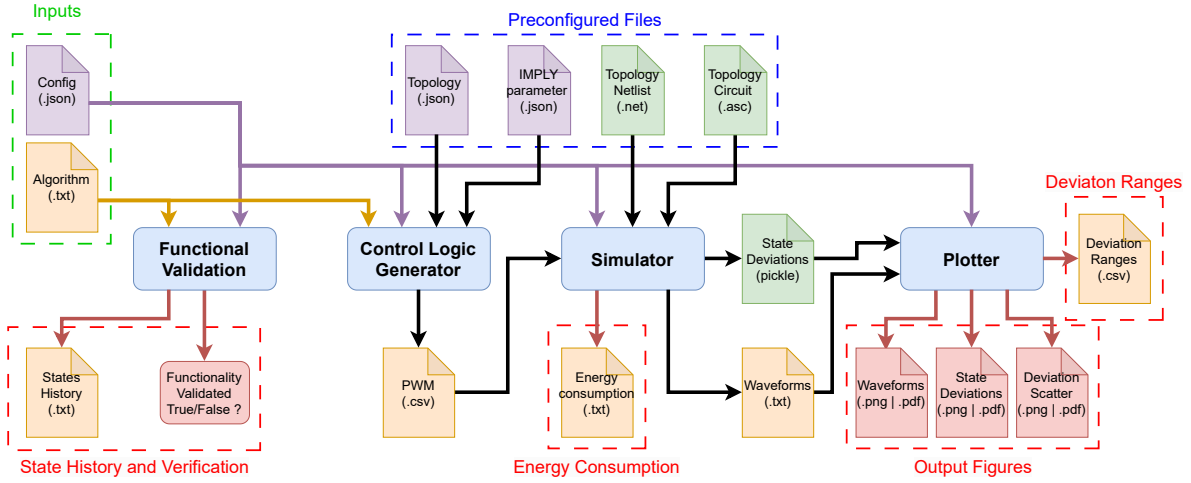 Inputs
Preconfigured Files
Config
(.json)
Topology
(.json)
IMPLY
parameter
(.json)
Topology
Netlist
(.net)
Topology
Circuit
(.asc)
Algorithm
(.txt)
Deviaton Ranges
Functional
Validation
Control Logic
Generator
Simulator
State
Deviations
(pickle)
Plotter
Deviation
Ranges
(.csv)
States
History
(.txt)
Functionality
Validated
True/False ?
PWM
(.csv)
Energy
consumption
(.txt)
Waveforms
(.txt)
Waveforms
(.png | .pdf)
State
Deviations
(.png | .pdf)
Deviation
Scatter
(.png | .pdf)
State History and Verification
Energy Consumption
Output Figures